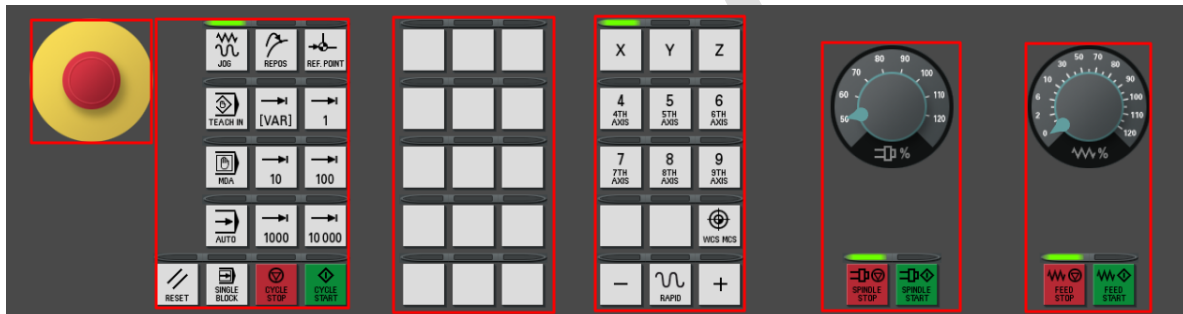 JOG REPOS REF. POINT
TEACH IN [VAR] 1
MDA 10 100
AUTO 1000 10 000
RESET SINGLE BLOCK CYCLE STOP CYCLE START
X Y Z
4 4TH AXIS 5 5TH AXIS 6 6TH AXIS
7 7TH AXIS 8 8TH AXIS 9 9TH AXIS
WCS MCS
− RAPID +
50 60 70 80 90 100 110 120
%
SPINDLE STOP SPINDLE START
0 2 6 10 30 50 70 80 90 100 110 120
%
FEED STOP FEED START